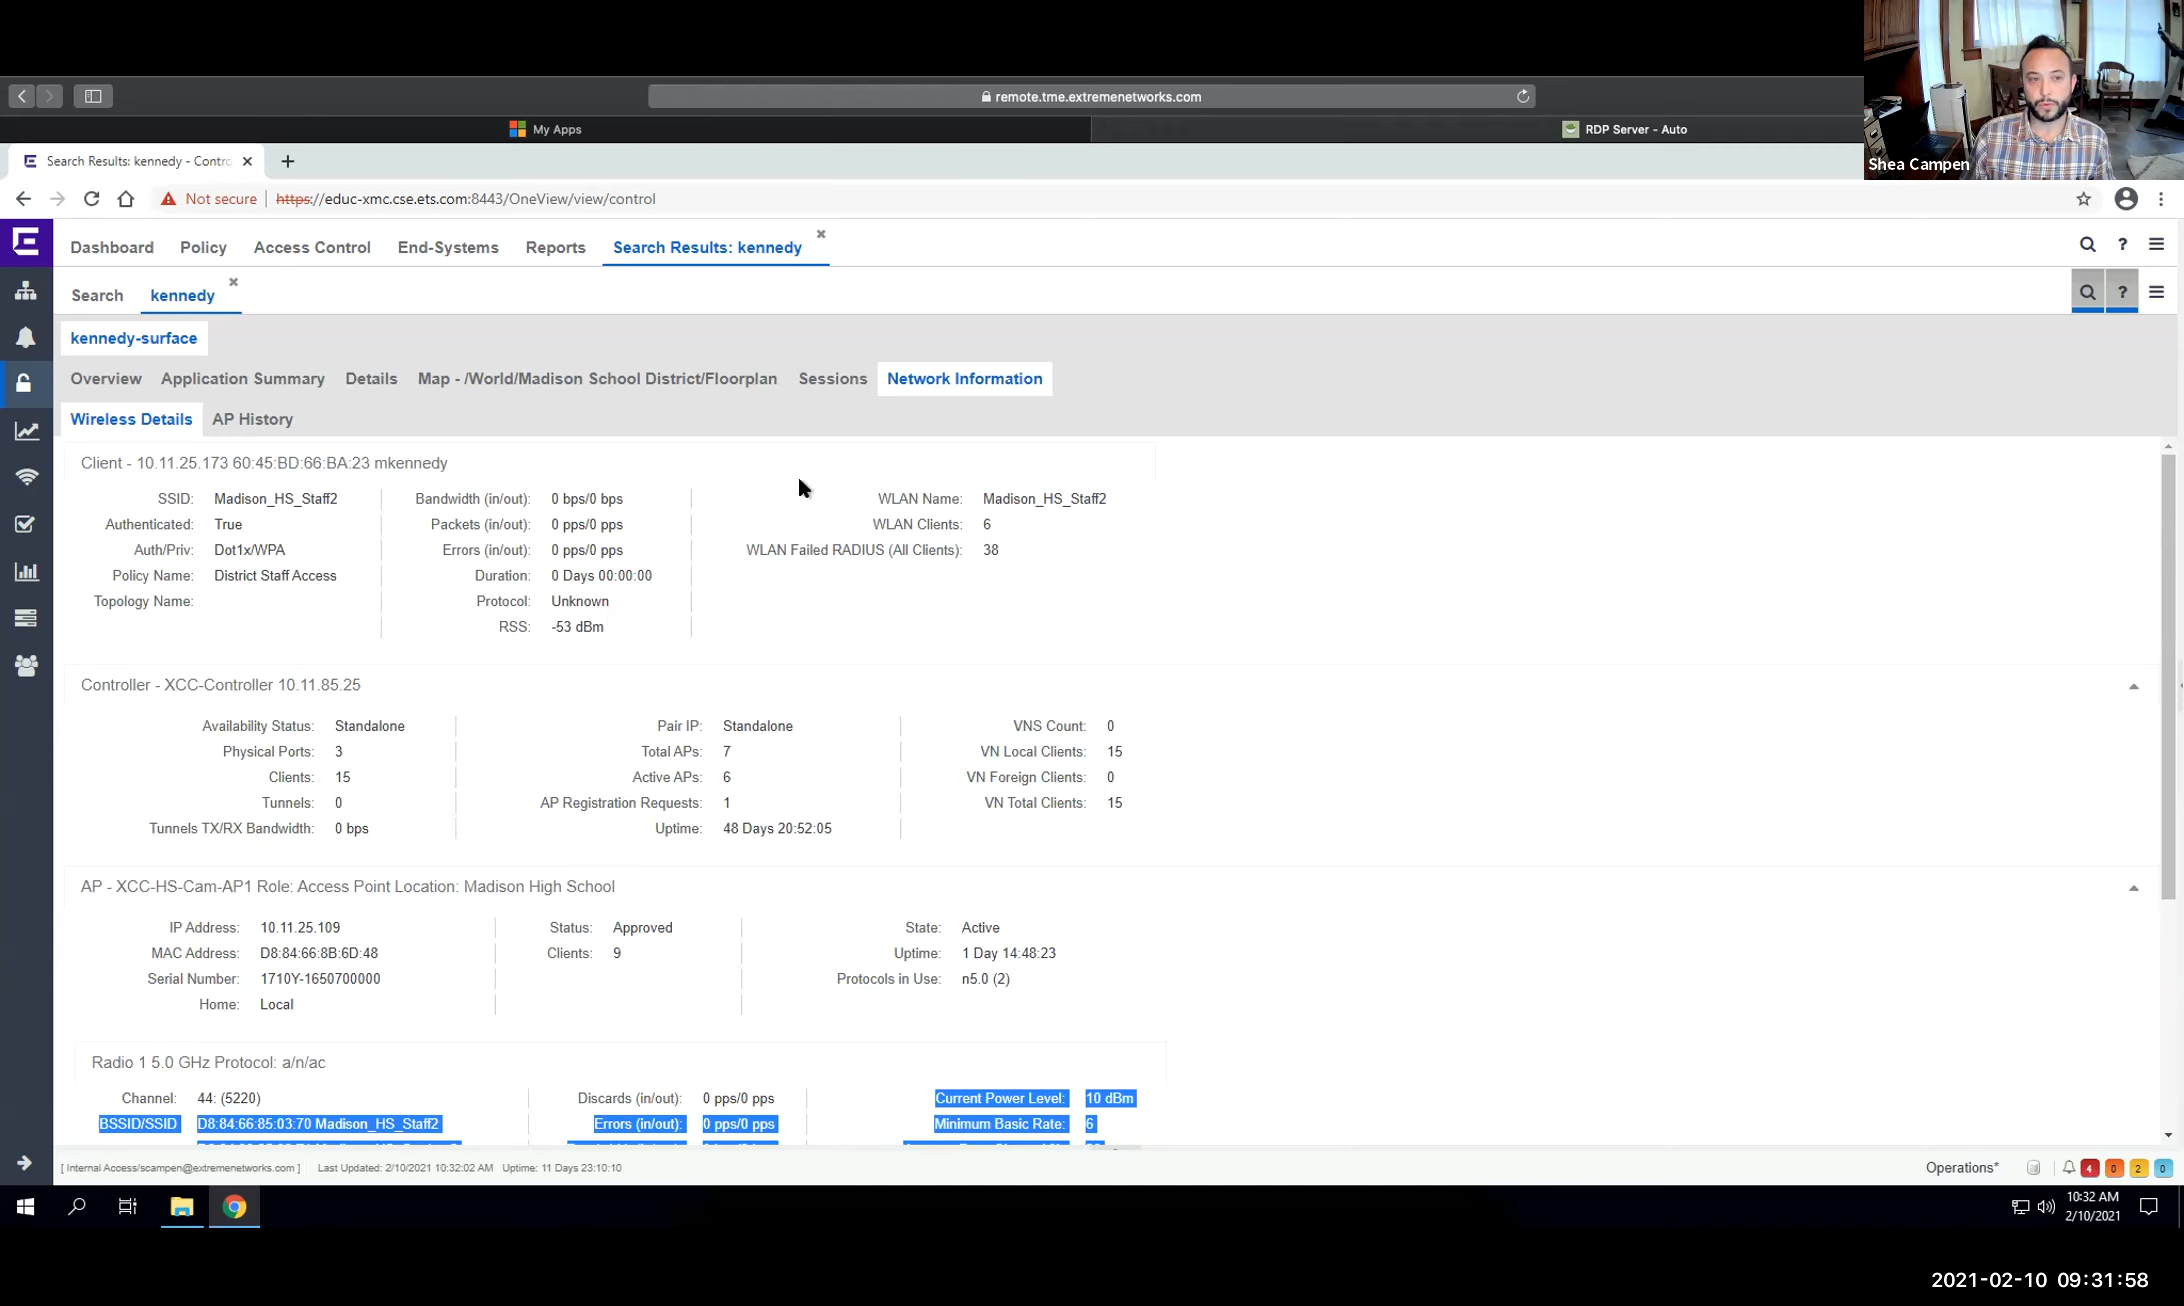 remote.tme.extremenetworks.com
My Apps
RDP Server - Auto
Shea Campen
Search Results: kennedy - Contro
Not secure
https://educ-xmc.cse.ets.com:8443/OneView/view/control
Dashboard Policy Access Control End-Systems Reports Search Results: kennedy
Search kennedy
kennedy-surface
Overview Application Summary Details Map - /World/Madison School District/Floorplan Sessions Network Information
Wireless Details AP History
Client - 10.11.25.173 60:45:BD:66:BA:23 mkennedy
SSID: Madison_HS_Staff2 Bandwidth (in/out): 0 bps/0 bps WLAN Name: Madison_HS_Staff2
Authenticated: True Packets (in/out): 0 pps/0 pps WLAN Clients: 6
Auth/Priv: Dot1x/WPA Errors (in/out): 0 pps/0 pps WLAN Failed RADIUS (All Clients): 38
Policy Name: District Staff Access Duration: 0 Days 00:00:00
Topology Name: Protocol: Unknown
RSS: -53 dBm
Controller - XCC-Controller 10.11.85.25
Availability Status: Standalone Pair IP: Standalone VNS Count: 0
Physical Ports: 3 Total APs: 7 VN Local Clients: 15
Clients: 15 Active APs: 6 VN Foreign Clients: 0
Tunnels: 0 AP Registration Requests: 1 VN Total Clients: 15
Tunnels TX/RX Bandwidth: 0 bps Uptime: 48 Days 20:52:05
AP - XCC-HS-Cam-AP1 Role: Access Point Location: Madison High School
IP Address: 10.11.25.109 Status: Approved State: Active
MAC Address: D8:84:66:8B:6D:48 Clients: 9 Uptime: 1 Day 14:48:23
Serial Number: 1710Y-1650700000 Protocols in Use: n5.0 (2)
Home: Local
Radio 1 5.0 GHz Protocol: a/n/ac
Channel: 44: (5220) Discards (in/out): 0 pps/0 pps Current Power Level: 10 dBm
BSSID/SSID D8:84:66:85:03:70 Madison_HS_Staff2 Errors (in/out): 0 pps/0 pps Minimum Basic Rate: 6
[ Internal Access/scampen@extremenetworks.com ] Last Updated: 2/10/2021 10:32:02 AM Uptime: 11 Days 23:10:10 Operations* 4 0 2 0
10:32 AM
2/10/2021
2021-02-10 09:31:58